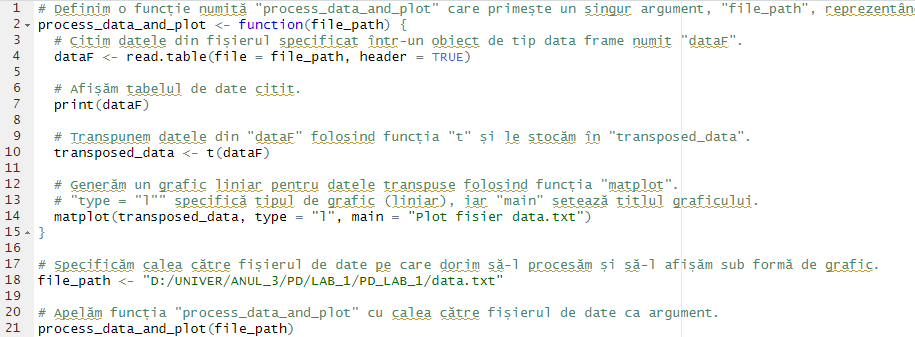 1 # Definim o funcție numită "process_data_and_plot" care primește un singur argument, "file_path",
2 process_data_and_plot <- function(file_path) {
3 # Citim datele din fișierul specificat într-un obiect de tip data frame numit "dataF".
4 dataF <- read.table(file = file_path, header = TRUE)
5
6 # Afișăm tabelul de date citit.
7 print(dataF)
8
9 # Transpunem datele din "dataF" folosind funcția "t" și le stocăm în "transposed_data".
10 transposed_data <- t(dataF)
11
12 # Generăm un grafic liniar pentru datele transpuse folosind funcția "matplot".
13 # "type = "l"" specifică tipul de grafic (liniar), iar "main" setează titlul graficului.
14 matplot(transposed_data, type = "l", main = "Plot fisier data.txt")
15 }
16
17 # Specificăm calea către fișierul de date pe care dorim să-l procesăm și să-l afișăm sub formă de grafic.
18 file_path <- "D:/UNIVER/ANUL_3/PD/LAB_1/PD_LAB_1/data.txt"
19
20 # Apelăm funcția "process_data_and_plot" cu calea către fișierul de date ca argument.
21 process_data_and_plot(file_path)